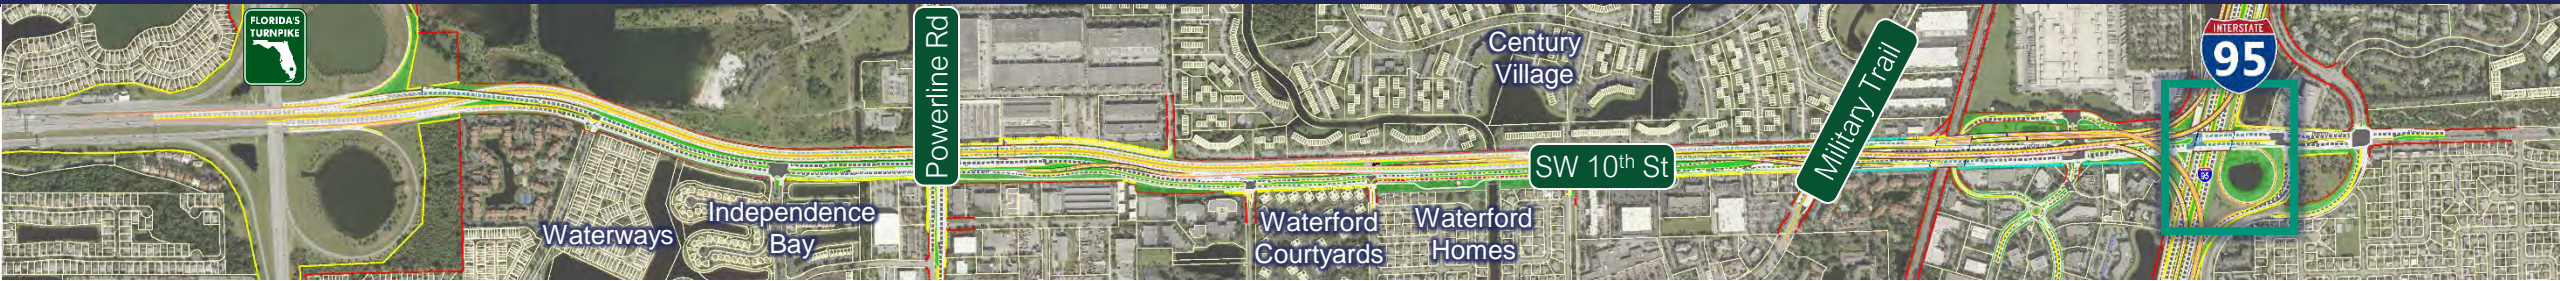 FLORIDA'S
TURNPIKE
Powerline Rd
Century
Village
Military Trail
INTERSTATE
95
SW 10th St
95
Independence
Bay
Waterways
Waterford
Courtyards
Waterford
Homes